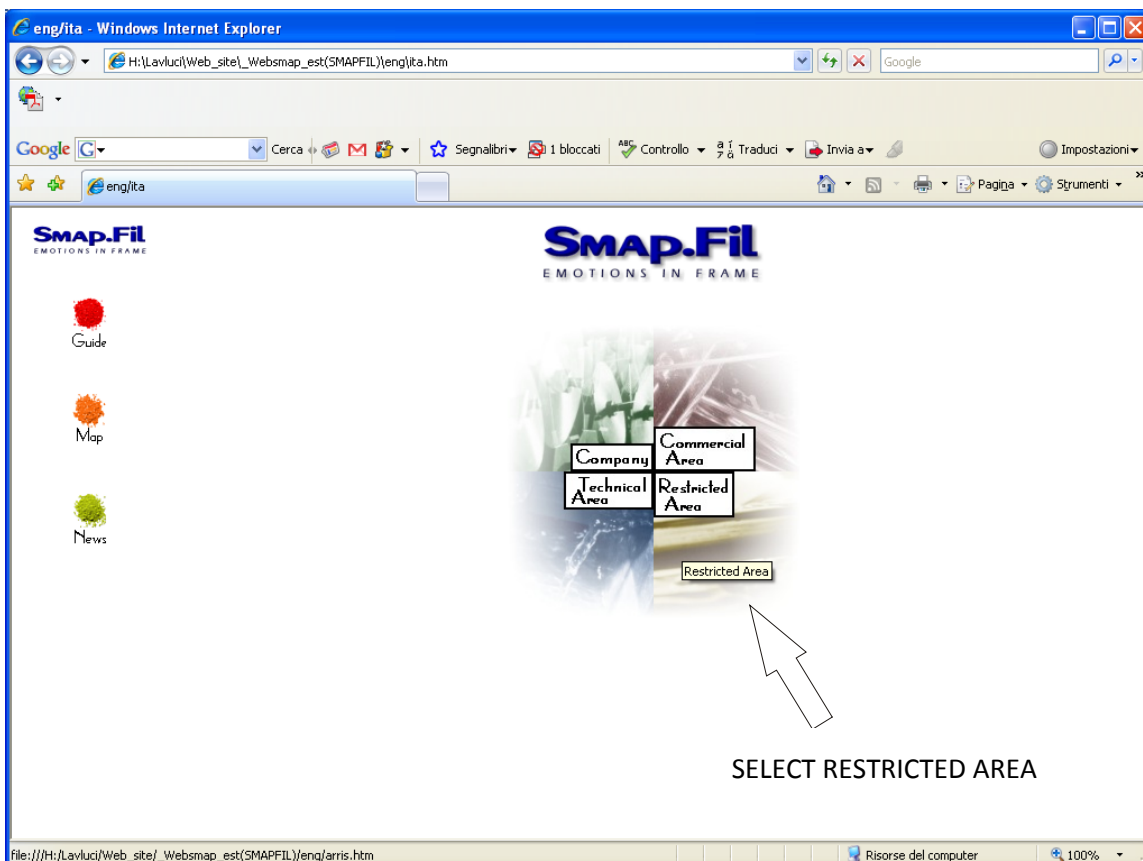 eng/ita - Windows Internet Explorer
H:\Lavluci\Web_site\_Websmap_est(SMAPFIL)\eng\ita.htm
Google
Google G
Cerca
Segnalibri
1 bloccati
ABC Controllo
Traduci
Invia a
Impostazioni
eng/ita
Pagina
Strumenti
»
SMAP.FiL
EMOTIONS IN FRAME
SMAP.FiL
EMOTIONS IN FRAME
Guide
Map
News
Company
Commercial
Area
Technical
Area
Restricted
Area
Restricted Area
SELECT RESTRICTED AREA
file:///H:/Lavluci/Web_site/_Websmap_est(SMAPFIL)/eng/arris.htm
Risorse del computer
100%